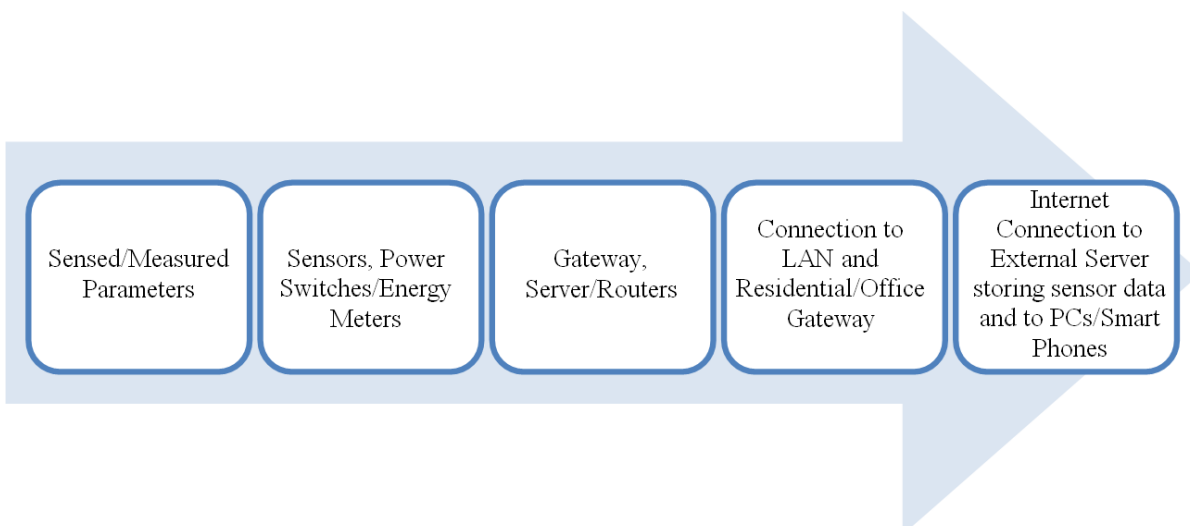 Sensed/Measured
Parameters
Sensors, Power
Switches/Energy
Meters
Gateway,
Server/Routers
Connection to
LAN and
Residential/Office
Gateway
Internet
Connection to
External Server
storing sensor data
and to PCs/Smart
Phones